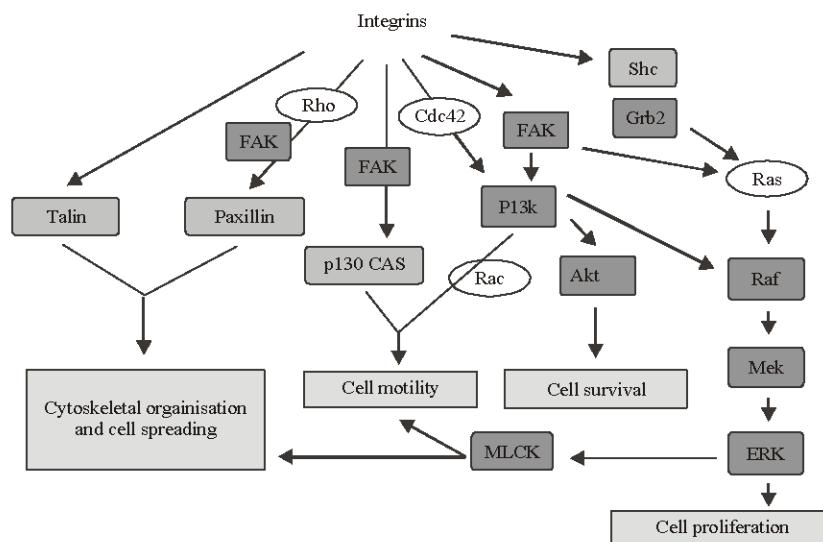 Integrins
Shc
Rho
Cdc42
Grb2
FAK
FAK
FAK
Ras
Talin
Paxillin
P13k
p130 CAS
Rac
Akt
Raf
Mek
Cell motility
Cell survival
Cytoskeletal orgainisation
and cell spreading
MLCK
ERK
Cell proliferation